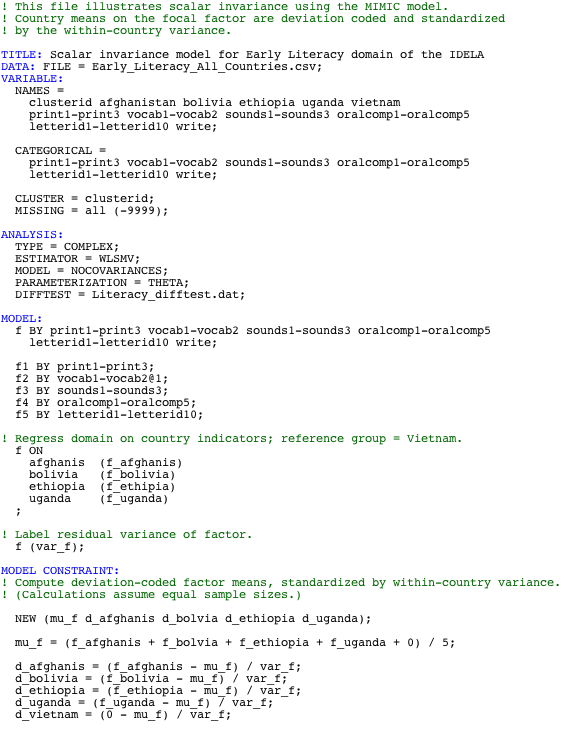 ! This file illustrates scalar invariance using the MIMIC model.
! Country means on the focal factor are deviation coded and standardized
! by the within-country variance.
TITLE: Scalar invariance model for Early Literacy domain of the IDELA
DATA: FILE = Early_Literacy_All_Countries.csv;
VARIABLE:
NAMES =
clusterid afghanistan bolivia ethiopia uganda vietnam
print1-print3 vocab1-vocab2 sounds1-sounds3 oralcomp1-oralcomp5
letterid1-letterid10 write;
CATEGORICAL =
print1-print3 vocab1-vocab2 sounds1-sounds3 oralcomp1-oralcomp5
letterid1-letterid10 write;
CLUSTER = clusterid;
MISSING = all (-9999);
ANALYSIS:
TYPE = COMPLEX;
ESTIMATOR = WLSMV;
MODEL = NOCOVARIANCES;
PARAMETERIZATION = THETA;
DIFFTEST = Literacy_difftest.dat;
MODEL:
f BY print1-print3 vocab1-vocab2 sounds1-sounds3 oralcomp1-oralcomp5
letterid1-letterid10 write;
f1 BY print1-print3;
f2 BY vocab1-vocab2@1;
f3 BY sounds1-sounds3;
f4 BY oralcomp1-oralcomp5;
f5 BY letterid1-letterid10;
! Regress domain on country indicators; reference group = Vietnam.
f ON
afghanis (f_afghanis)
bolivia (f_bolivia)
ethiopia (f_ethipia)
uganda (f_uganda)
;
! Label residual variance of factor.
f (var_f);
MODEL CONSTRAINT:
! Compute deviation-coded factor means, standardized by within-country variance.
! (Calculations assume equal sample sizes.)
NEW (mu_f d_afghanis d_bolvia d_ethiopia d_uganda);
mu_f = (f_afghanis + f_bolvia + f_ethiopia + f_uganda + 0) / 5;
d_afghanis = (f_afghanis - mu_f) / var_f;
d_bolivia = (f_bolivia - mu_f) / var_f;
d_ethiopia = (f_ethiopia - mu_f) / var_f;
d_uganda = (f_uganda - mu_f) / var_f;
d_vietnam = (0 - mu_f) / var_f;